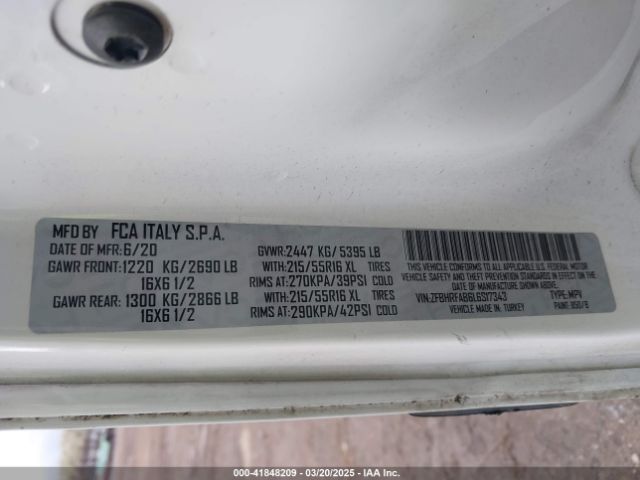 MFD BY FCA ITALY S.P.A.
DATE OF MFR: 6/20 GVWR: 2447 KG/ 5395 LB
GAWR FRONT: 1220 KG/ 2690 LB WITH: 215/55R16 XL TIRES
16X6 1/2 RIMS AT: 270KPA/39PSI COLD
GAWR REAR: 1300 KG/ 2866 LB WITH: 215/55R16 XL TIRES
16X6 1/2 RIMS AT: 290KPA/42PSI COLD
THIS VEHICLE CONFORMS TO ALL APPLICABLE U.S. FEDERAL MOTOR
VEHICLE SAFETY AND THEFT PREVENTION STANDARDS IN EFFECT ON THE
DATE OF MANUFACTURE SHOWN ABOVE.
VIN: ZFBHRFAB6L6S17343 TYPE: MPV
VEHICLE MADE IN: TURKEY PAINT:
000-41848209 - 03/20/2025 - IAA Inc.